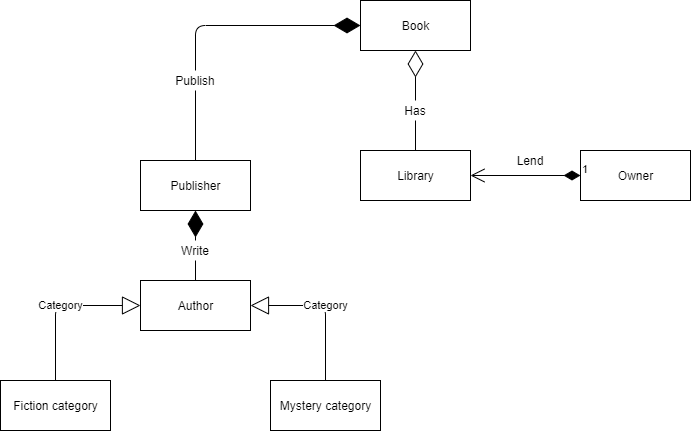 Book
Publish
Has
Lend
1
Publisher
Library
Owner
Write
Category
Author
Category
Fiction category
Mystery category